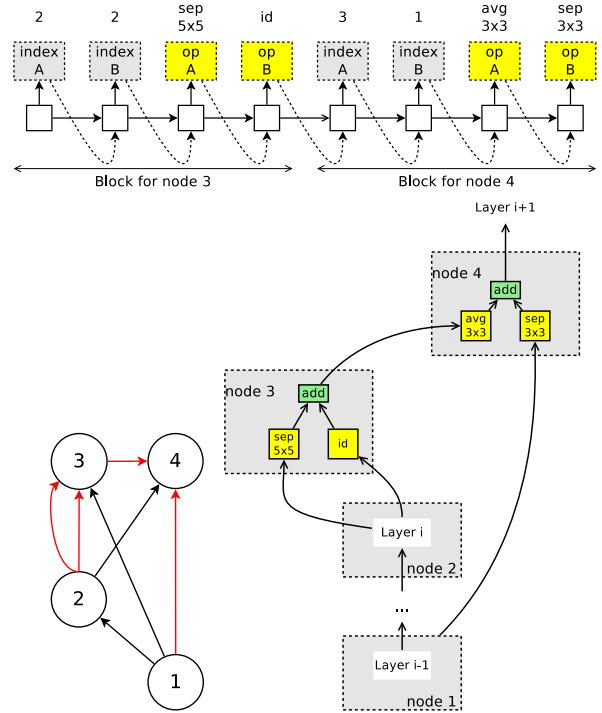 2 2 sep 5x5 id 3 1 avg 3x3 sep 3x3
index A index B op A op B index A index B op A op B
Block for node 3 Block for node 4
Layer i+1
node 4
add
avg 3x3 sep 3x3
node 3
add
sep 5x5 id
3 4
Layer i
node 2
2
...
1
Layer i-1
node 1